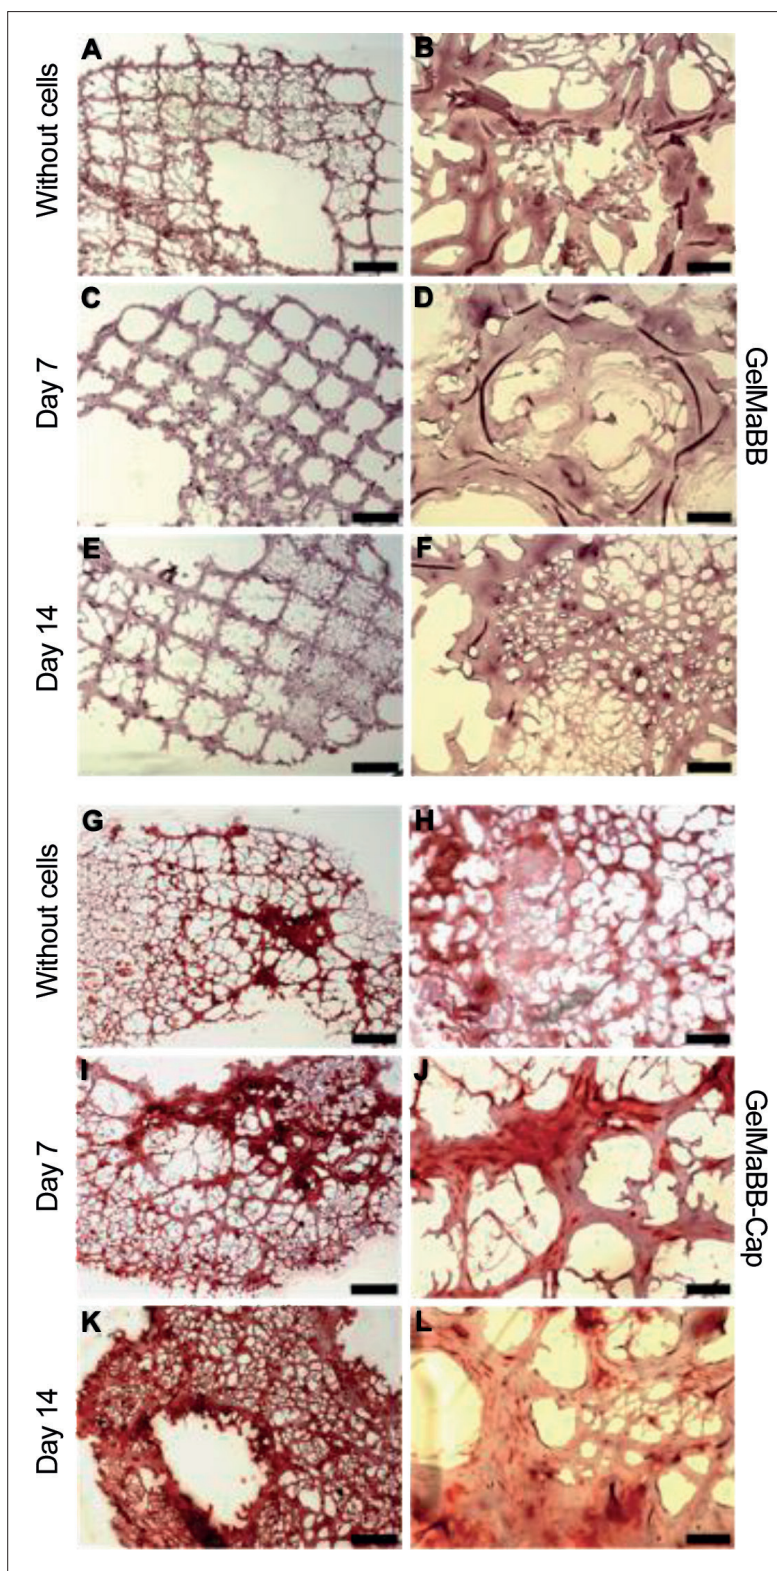 Without cells
A
B
Day 7
C
D
GelMaBB
Day 14
E
F
Without cells
G
H
Day 7
I
J
GelMaBB-Cap
Day 14
K
L